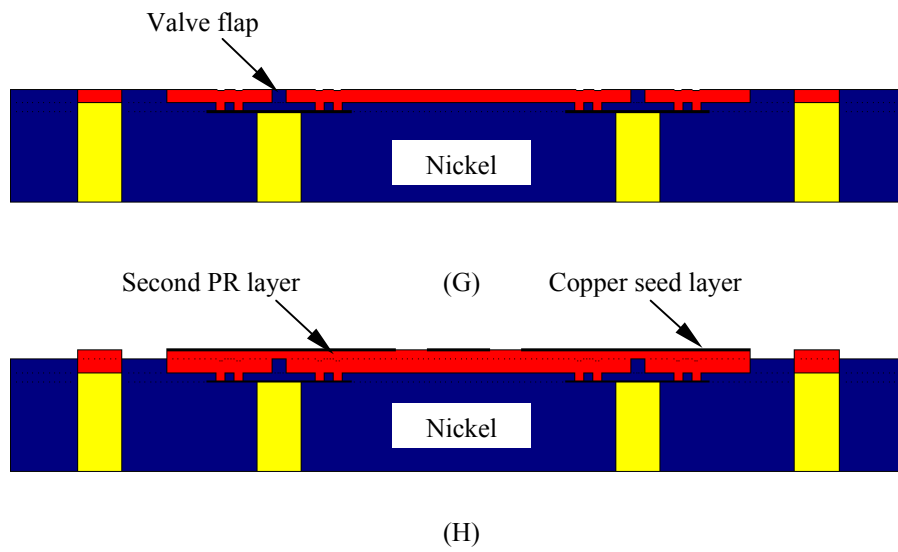 Valve flap
Nickel
(G)
Second PR layer
Copper seed layer
Nickel
(H)